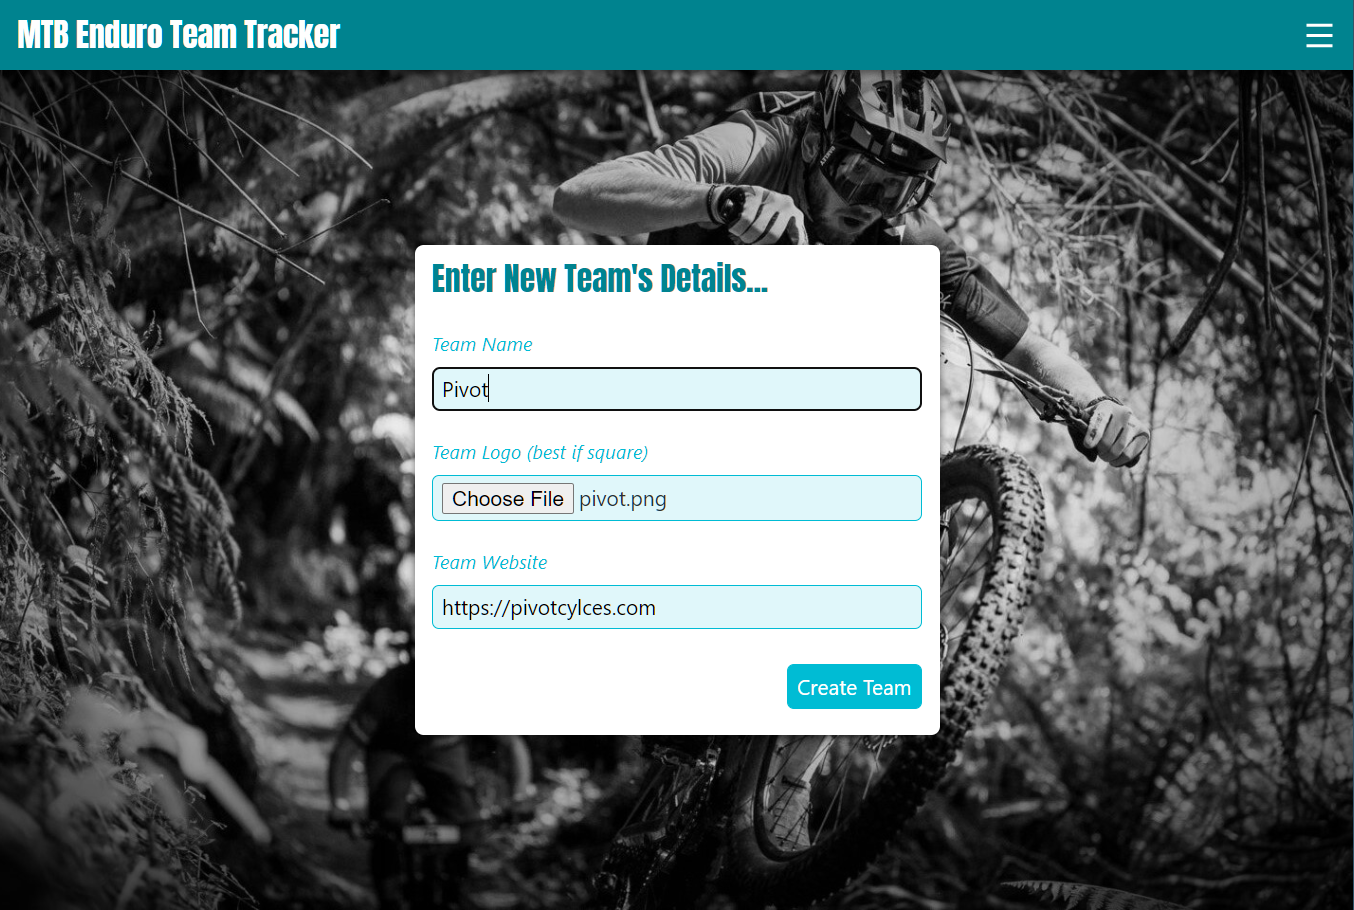 MTB Enduro Team Tracker
Enter New Team's Details...
Team Name
Pivot
Team Logo (best if square)
Choose File pivot.png
Team Website
https://pivotcylces.com
Create Team